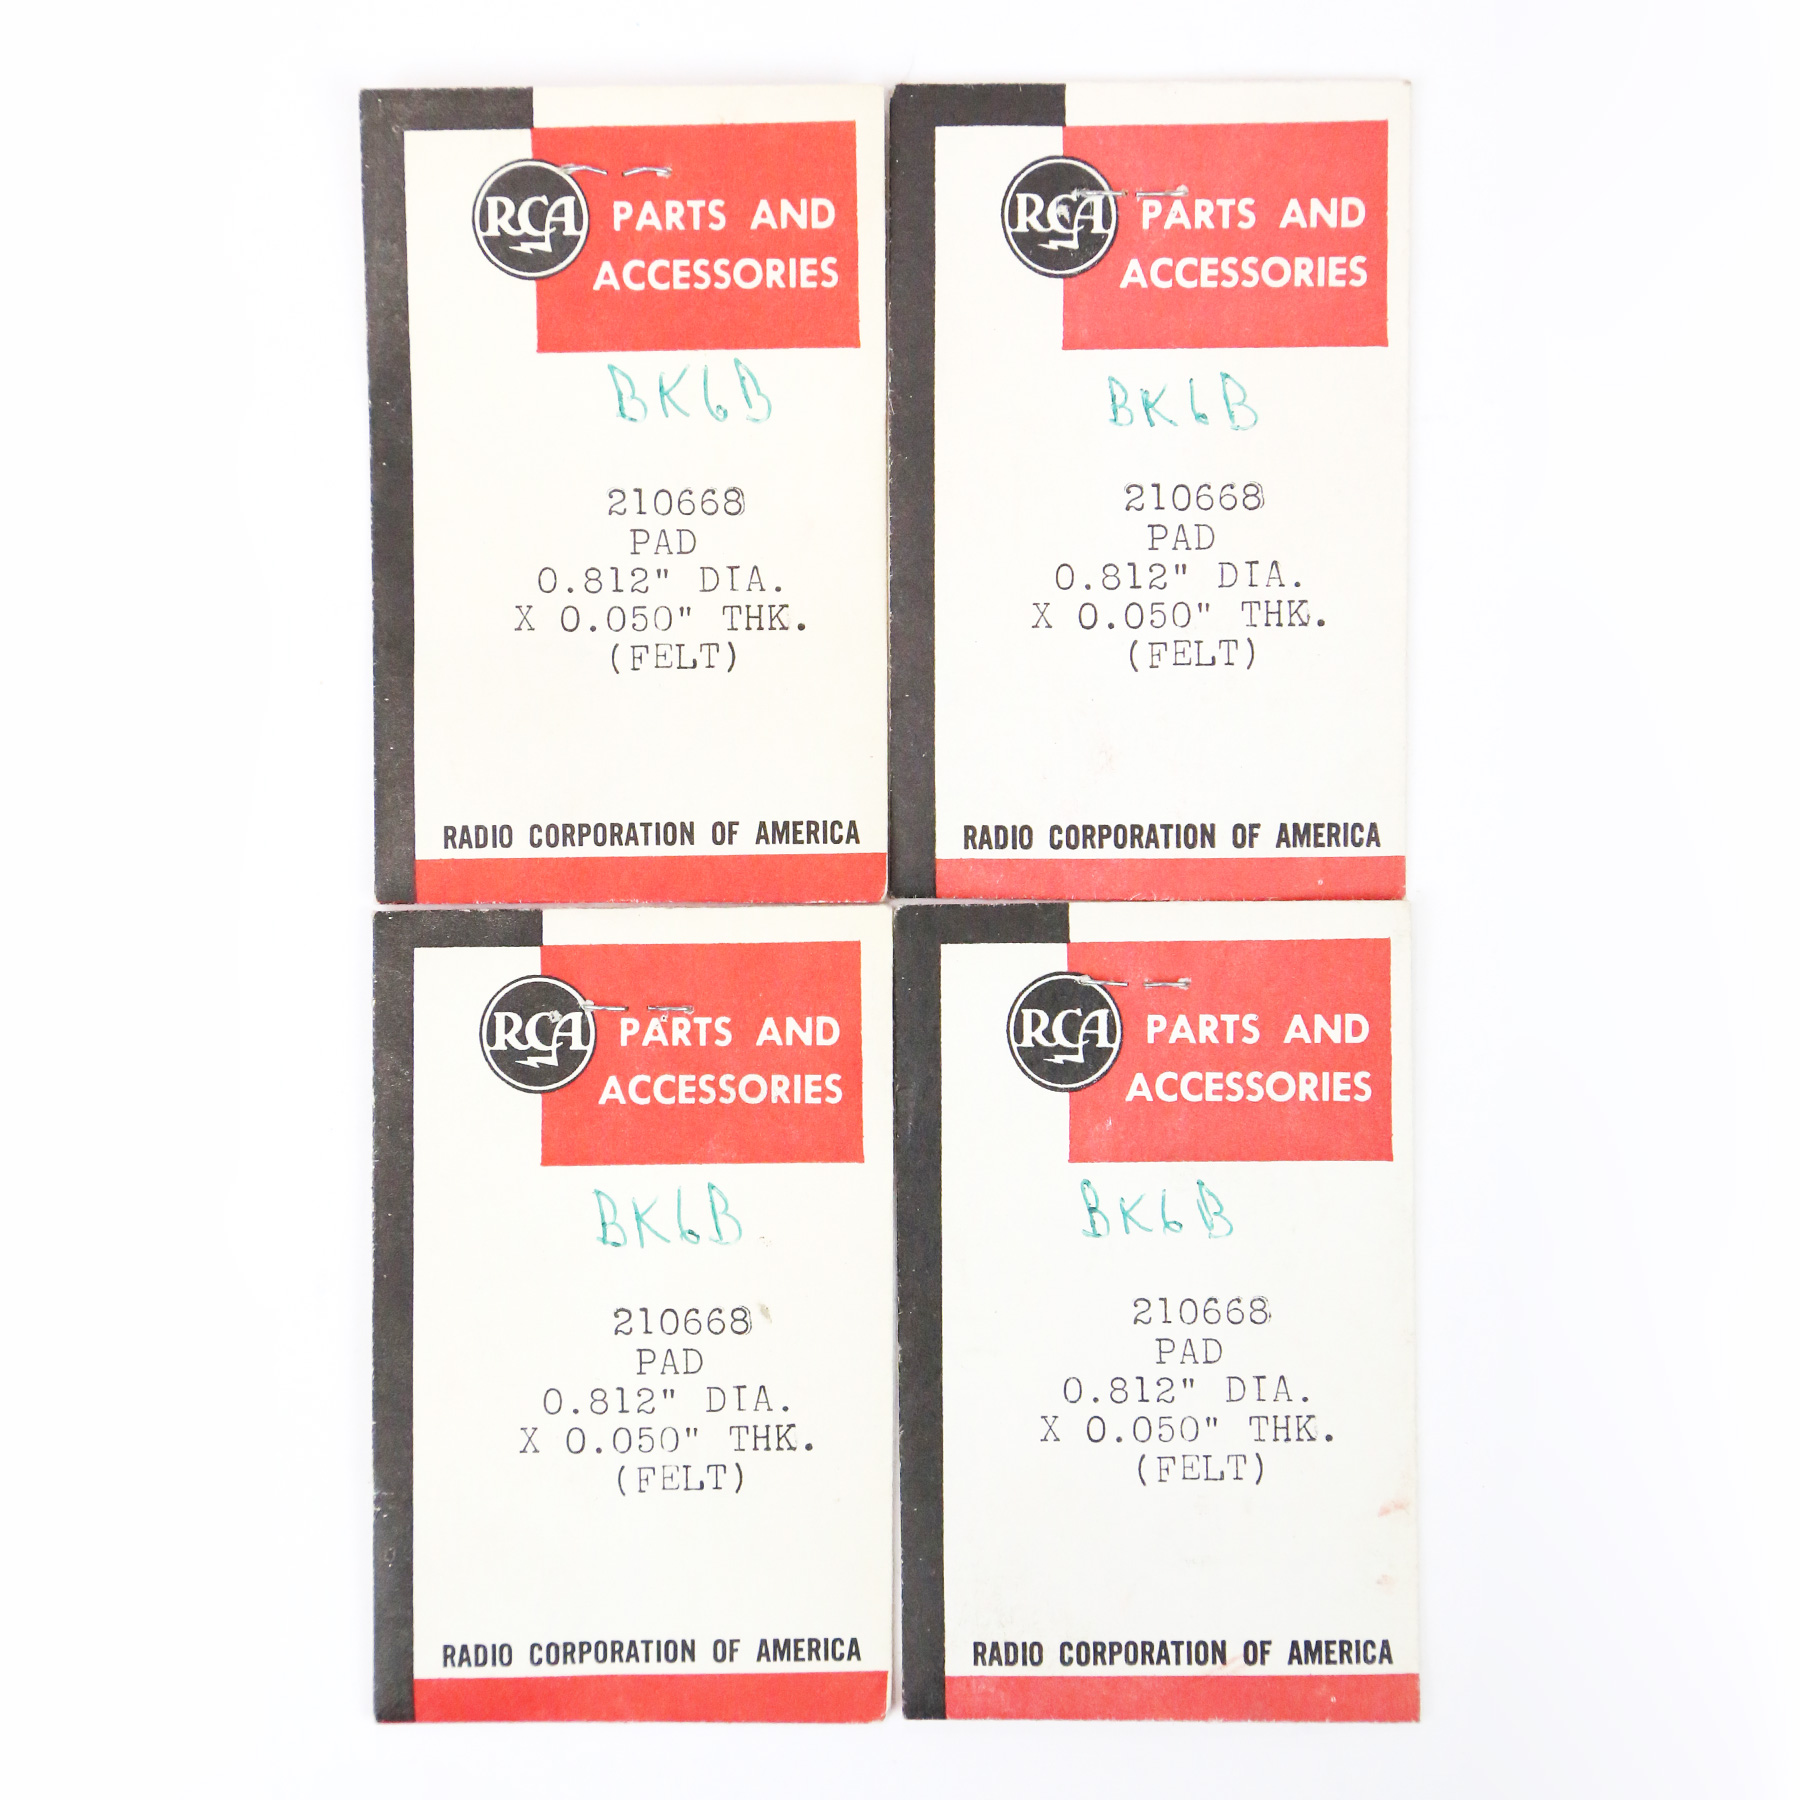 RCA
PARTS AND
ACCESSORIES
BK6B
210668
PAD
0.812" DIA.
X 0.050" THK.
(FELT)
RADIO CORPORATION OF AMERICA
RCA
PARTS AND
ACCESSORIES
BK6B
210668
PAD
0.812" DIA.
X 0.050" THK.
(FELT)
RADIO CORPORATION OF AMERICA
RCA
PARTS AND
ACCESSORIES
BK6B
210668
PAD
0.812" DIA.
X 0.050" THK.
(FELT)
RADIO CORPORATION OF AMERICA
RCA
PARTS AND
ACCESSORIES
BK6B
210668
PAD
0.812" DIA.
X 0.050" THK.
(FELT)
RADIO CORPORATION OF AMERICA